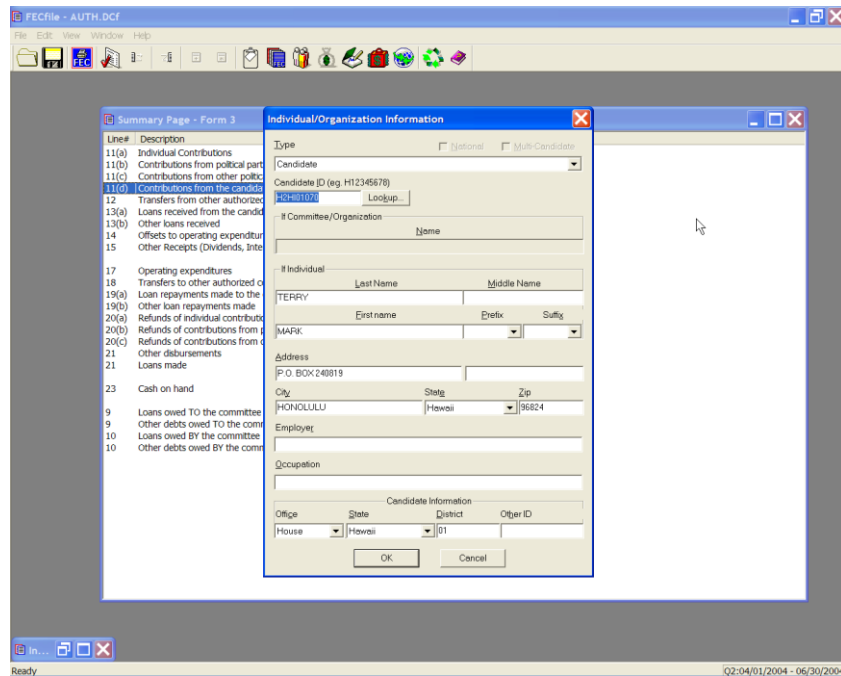 FECfile - AUTH.DCf
File Edit View Window Help
FEC
Summary Page - Form 3
Line# Description
11(a) Individual Contributions
11(b) Contributions from political part
11(c) Contributions from other politic
11(d) Contributions from the candida
12 Transfers from other authorized
13(a) Loans received from the candid
13(b) Other loans received
14 Offsets to operating expenditur
15 Other Receipts (Dividends, Inte
17 Operating expenditures
18 Transfers to other authorized c
19(a) Loan repayments made to the
19(b) Other loan repayments made
20(a) Refunds of individual contributi
20(b) Refunds of contributions from p
20(c) Refunds of contributions from o
21 Other disbursements
21 Loans made
23 Cash on hand
9 Loans owed TO the committee
9 Other debts owed TO the comm
10 Loans owed BY the committee
10 Other debts owed BY the comm
Individual/Organization Information
Type National Multi-Candidate
Candidate
Candidate ID (eg. H12345678)
H2HI01070 Lookup...
If Committee/Organization
Name
If Individual
Last Name Middle Name
TERRY
First name Prefix Suffix
MARK
Address
P.O. BOX 240819
City State Zip
HONOLULU Hawaii 96824
Employer
Occupation
Candidate Information
Office State District Other ID
House Hawaii 01
OK Cancel
In...
Ready Q2:04/01/2004 - 06/30/2004